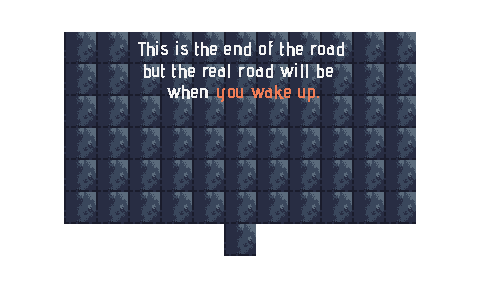 This is the end of the road
but the real road will be
when you wake up.